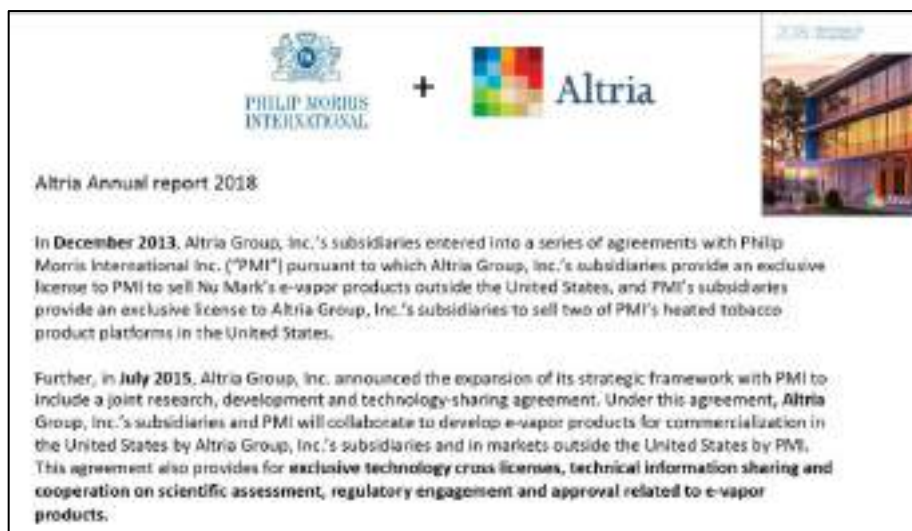 PHILIP MORRIS
INTERNATIONAL
+
Altria
2018
Altria Annual report 2018
In December 2013, Altria Group, Inc.'s subsidiaries entered into a series of agreements with Philip
Morris International Inc. ("PMI") pursuant to which Altria Group, Inc.'s subsidiaries provide an exclusive
license to PMI to sell Nu Mark's e-vapor products outside the United States, and PMI's subsidiaries
provide an exclusive license to Altria Group, Inc.'s subsidiaries to sell two of PMI's heated tobacco
product platforms in the United States.
Further, in July 2015, Altria Group, Inc. announced the expansion of its strategic framework with PMI to
include a joint research, development and technology-sharing agreement. Under this agreement, Altria
Group, Inc.'s subsidiaries and PMI will collaborate to develop e-vapor products for commercialization in
the United States by Altria Group, Inc.'s subsidiaries and in markets outside the United States by PMI.
This agreement also provides for exclusive technology cross licenses, technical information sharing and
cooperation on scientific assessment, regulatory engagement and approval related to e-vapor
products.